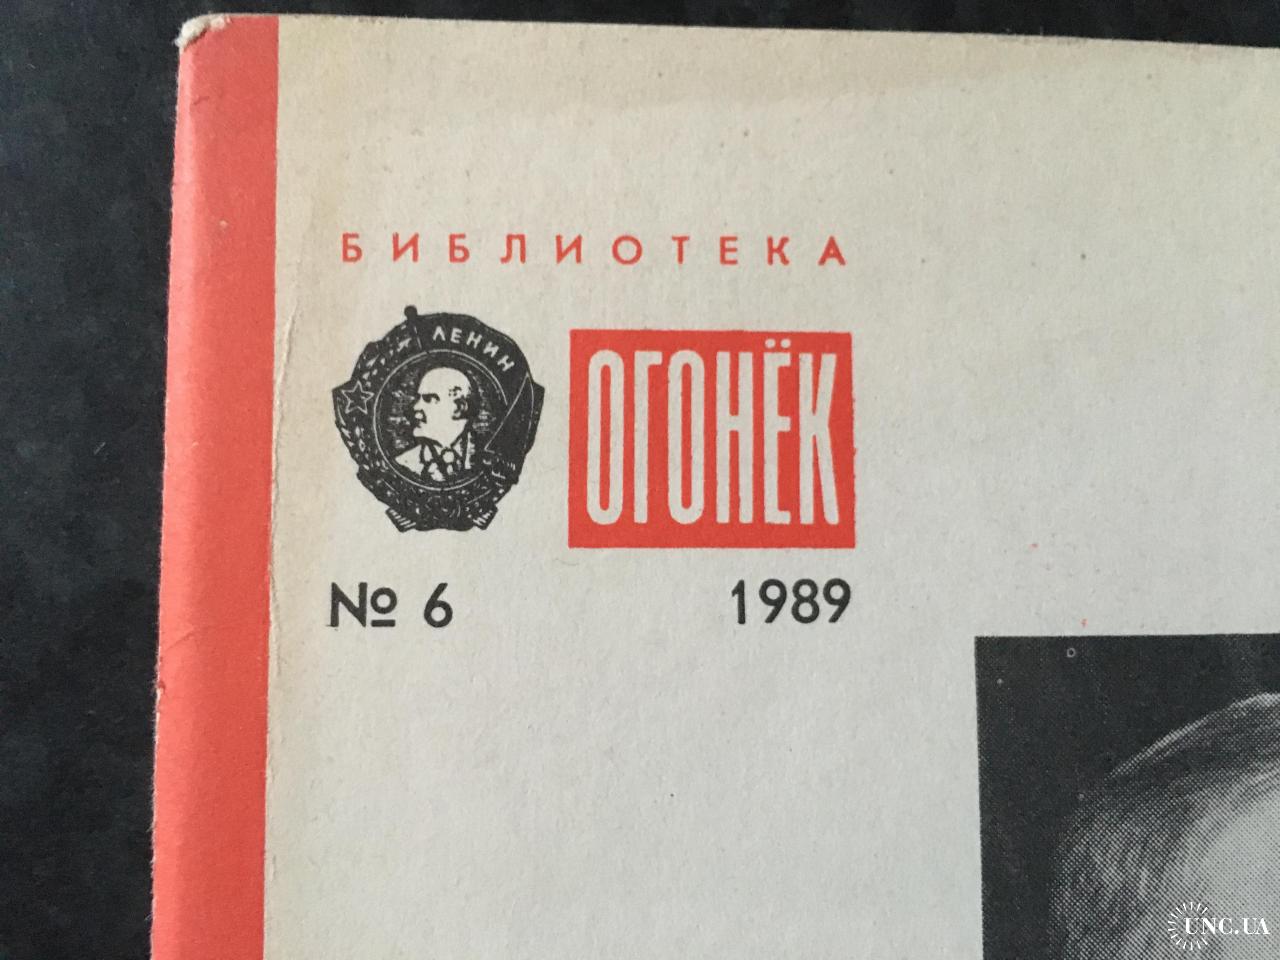 БИБЛИОТЕКА
ЛЕНИН
ОГОНЁК
№ 6 1989
UNC.UA